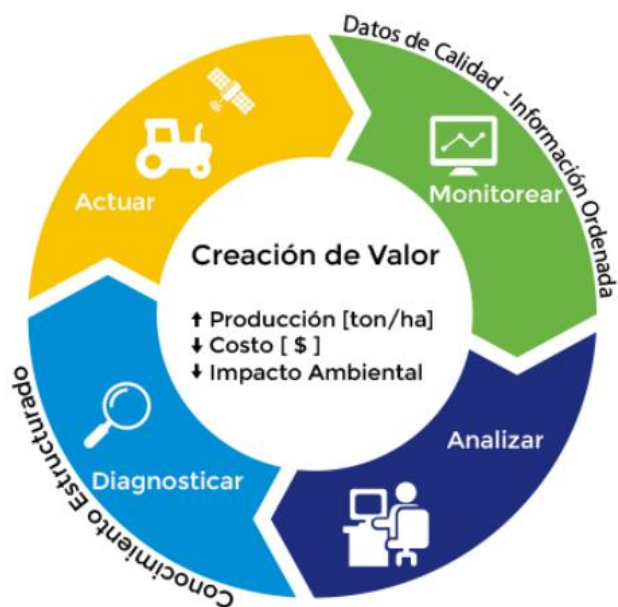 Datos de Calidad - Información Ordenada
Actuar
Monitorear
Creación de Valor
↑ Producción [ton/ha]
↓ Costo [ $ ]
↓ Impacto Ambiental
Analizar
Diagnosticar
Conocimiento Estructurado